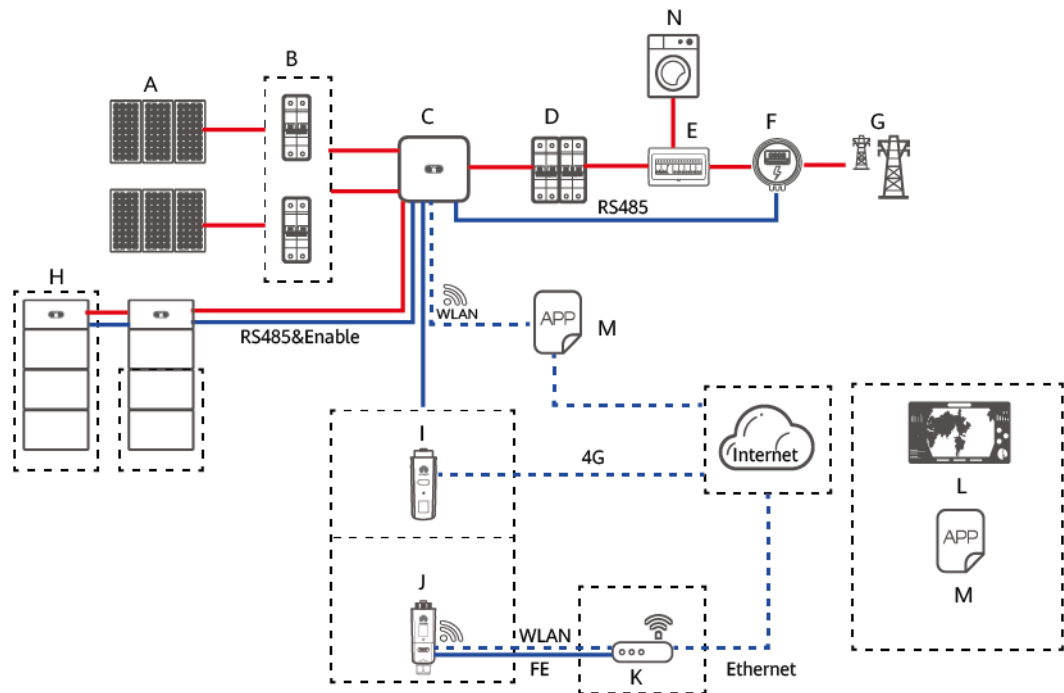 N
B
A
C
D
E
F
G
RS485
H
WLAN
APP
M
RS485&Enable
I
4G
Internet
L
APP
M
J
WLAN
FE
K
Ethernet